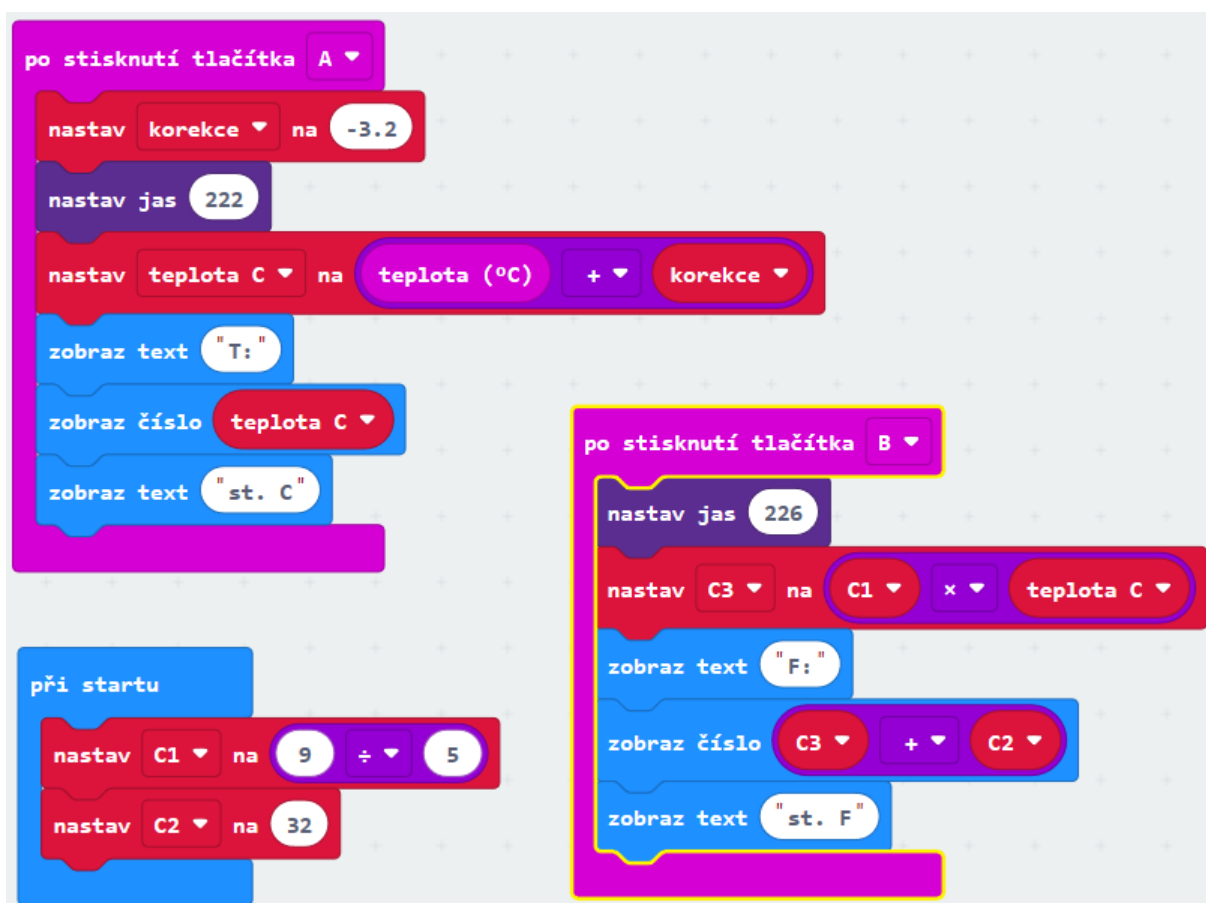 po stisknutí tlačítka A
nastav korekce na -3.2
nastav jas 222
nastav teplota C na teplota (ºC) + korekce
zobraz text "T:"
zobraz číslo teplota C
zobraz text "st. C"
po stisknutí tlačítka B
nastav jas 226
nastav C3 na C1 × teplota C
zobraz text "F:"
zobraz číslo C3 + C2
zobraz text "st. F"
při startu
nastav C1 na 9 ÷ 5
nastav C2 na 32